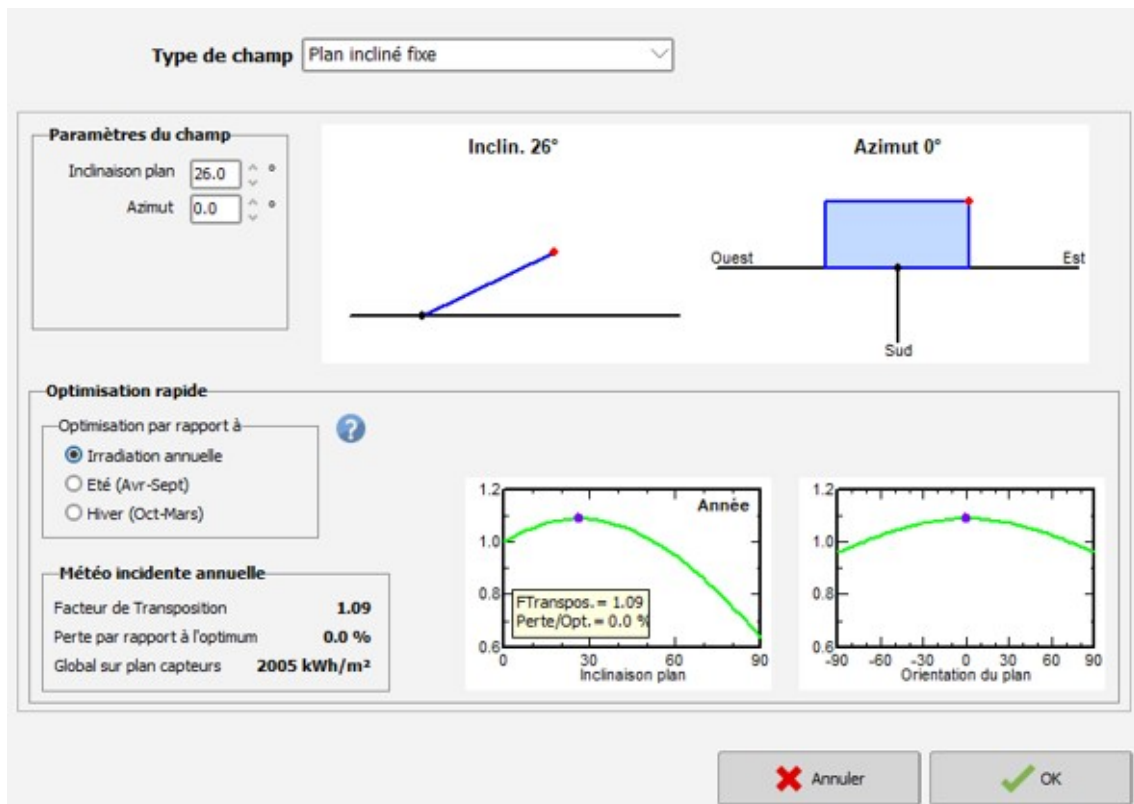 Type de champ Plan incliné fixe
Paramètres du champ
Inclinaison plan 26.0 °
Azimut 0.0 °
Inclin. 26°
Azimut 0°
Ouest
Est
Sud
Optimisation rapide
Optimisation par rapport à
Irradiation annuelle
Eté (Avr-Sept)
Hiver (Oct-Mars)
?
Météo incidente annuelle
Facteur de Transposition 1.09
Perte par rapport à l'optimum 0.0 %
Global sur plan capteurs 2005 kWh/m²
Année
1.2
1.0
0.8
0.6
FTranspos.= 1.09
Perte/Opt.= 0.0 %
0 30 60 90
Inclinaison plan
1.2
1.0
0.8
0.6
-90 -60 -30 0 30 60 90
Orientation du plan
Annuler
OK